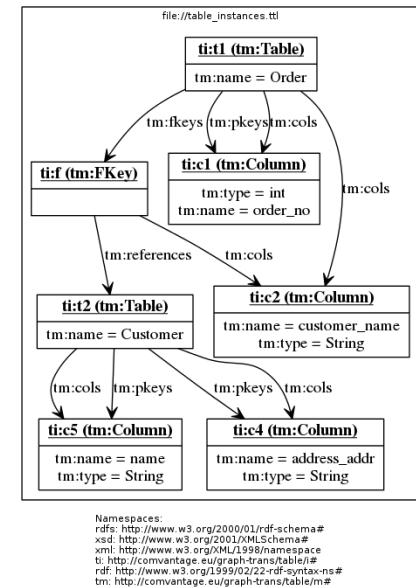 file://table_instances.ttl
ti:t1 (tm:Table)
tm:name = Order
tm:fkeys
tm:pkeys
tm:cols
ti:f (tm:FKey)
ti:c1 (tm:Column)
tm:type = int
tm:name = order_no
tm:cols
tm:references
tm:cols
ti:t2 (tm:Table)
tm:name = Customer
ti:c2 (tm:Column)
tm:name = customer_name
tm:type = String
tm:cols
tm:pkeys
tm:pkeys
tm:cols
ti:c5 (tm:Column)
tm:name = name
tm:type = String
ti:c4 (tm:Column)
tm:name = address_addr
tm:type = String
Namespaces:
rdfs: http://www.w3.org/2000/01/rdf-schema#
xsd: http://www.w3.org/2001/XMLSchema#
xml: http://www.w3.org/XML/1998/namespace
ti: http://comvantage.eu/graph-trans/table/i#
rdf: http://www.w3.org/1999/02/22-rdf-syntax-ns#
tm: http://comvantage.eu/graph-trans/table/m#